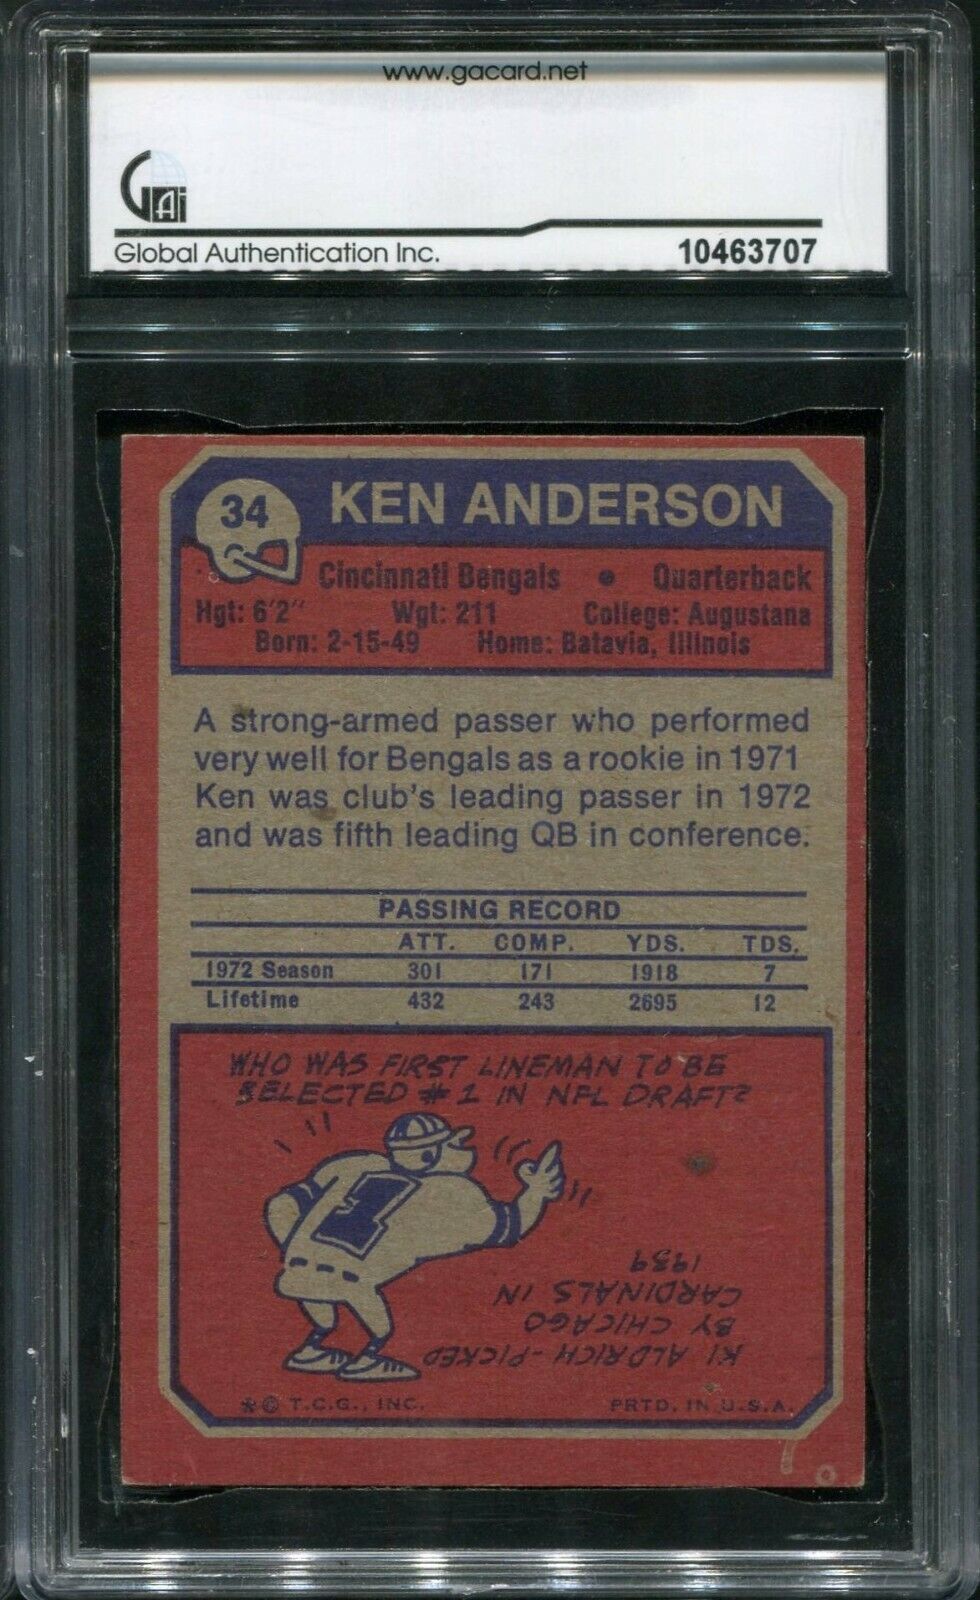 www.gacard.net
GAi
Global Authentication Inc.
10463707
34
KEN ANDERSON
Cincinnati Bengals • Quarterback
Hgt: 6'2" Wgt: 211 College: Augustana
Born: 2-15-49 Home: Batavia, Illinois
A strong-armed passer who performed
very well for Bengals as a rookie in 1971
Ken was club's leading passer in 1972
and was fifth leading QB in conference.
PASSING RECORD
ATT. COMP. YDS. TDS.
1972 Season 301 171 1918 7
Lifetime 432 243 2695 12
WHO WAS FIRST LINEMAN TO BE
SELECTED #1 IN NFL DRAFT?
1
KI ALDRICH - PICKED
BY CHICAGO
CARDINALS IN
1939
* © T.C.G., INC.
PRTD. IN U.S.A.